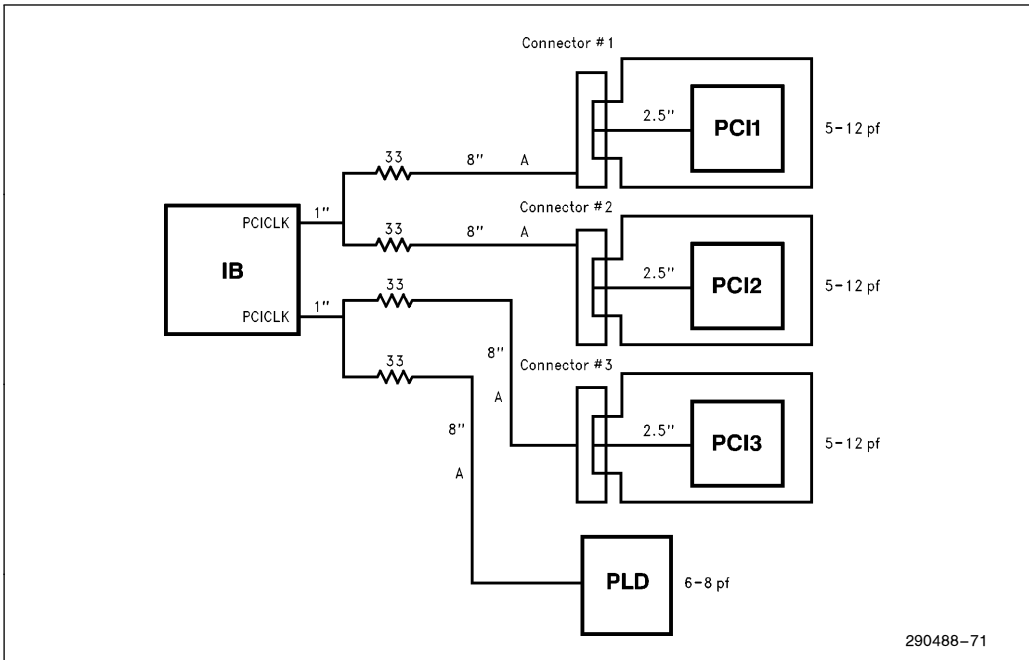 Connector #1
2.5"
PCI1
5-12 pf
33
8" A
PCICLK
1"
Connector #2
33
8" A
IB
2.5"
PCI2
5-12 pf
33
PCICLK
1"
8"
Connector #3
33
A
8"
2.5"
PCI3
5-12 pf
A
PLD
6-8 pf
290488-71